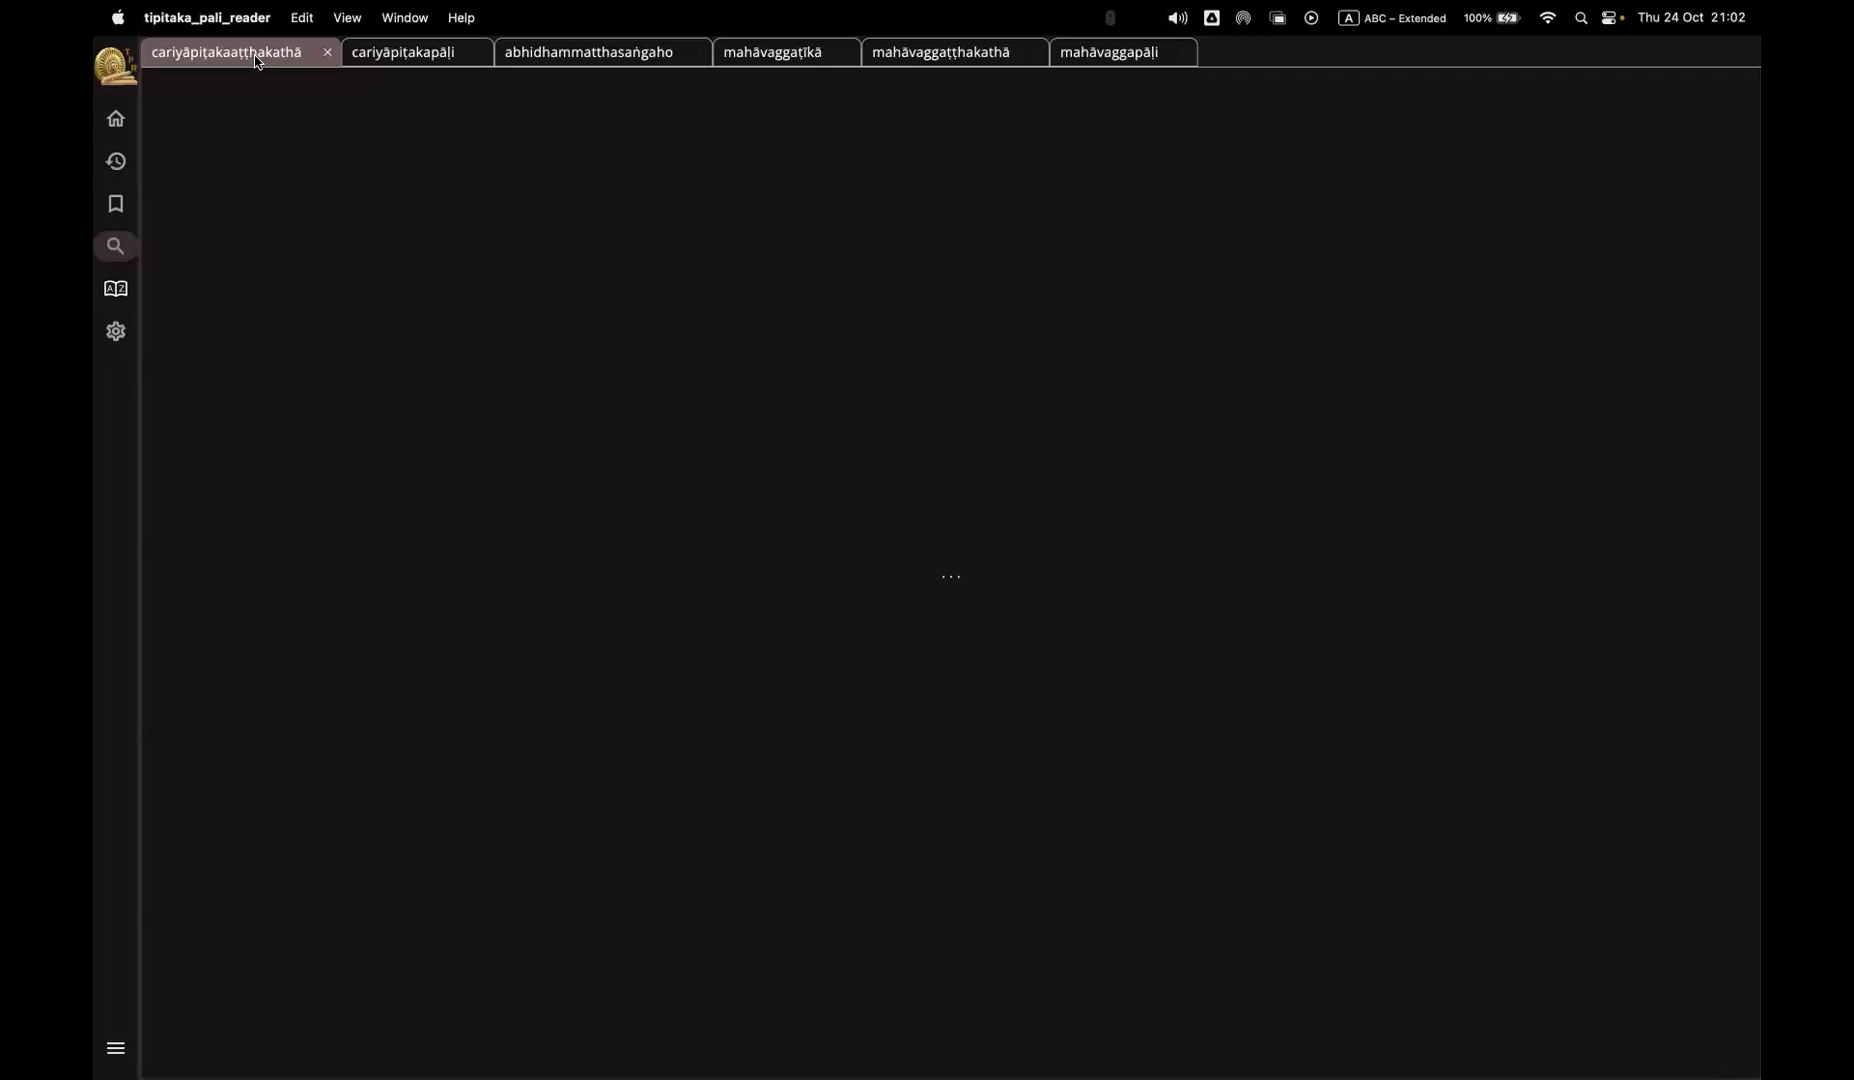 tipitaka_pali_reader Edit View Window Help A ABC – Extended 100% Thu 24 Oct 21:02
cariyāpiṭakaaṭṭhakathā × cariyāpiṭakapāḷi abhidhammatthasaṅgaho mahāvaggaṭīkā mahāvaggaṭṭhakathā mahāvaggapāḷi
T P R
A Z
...